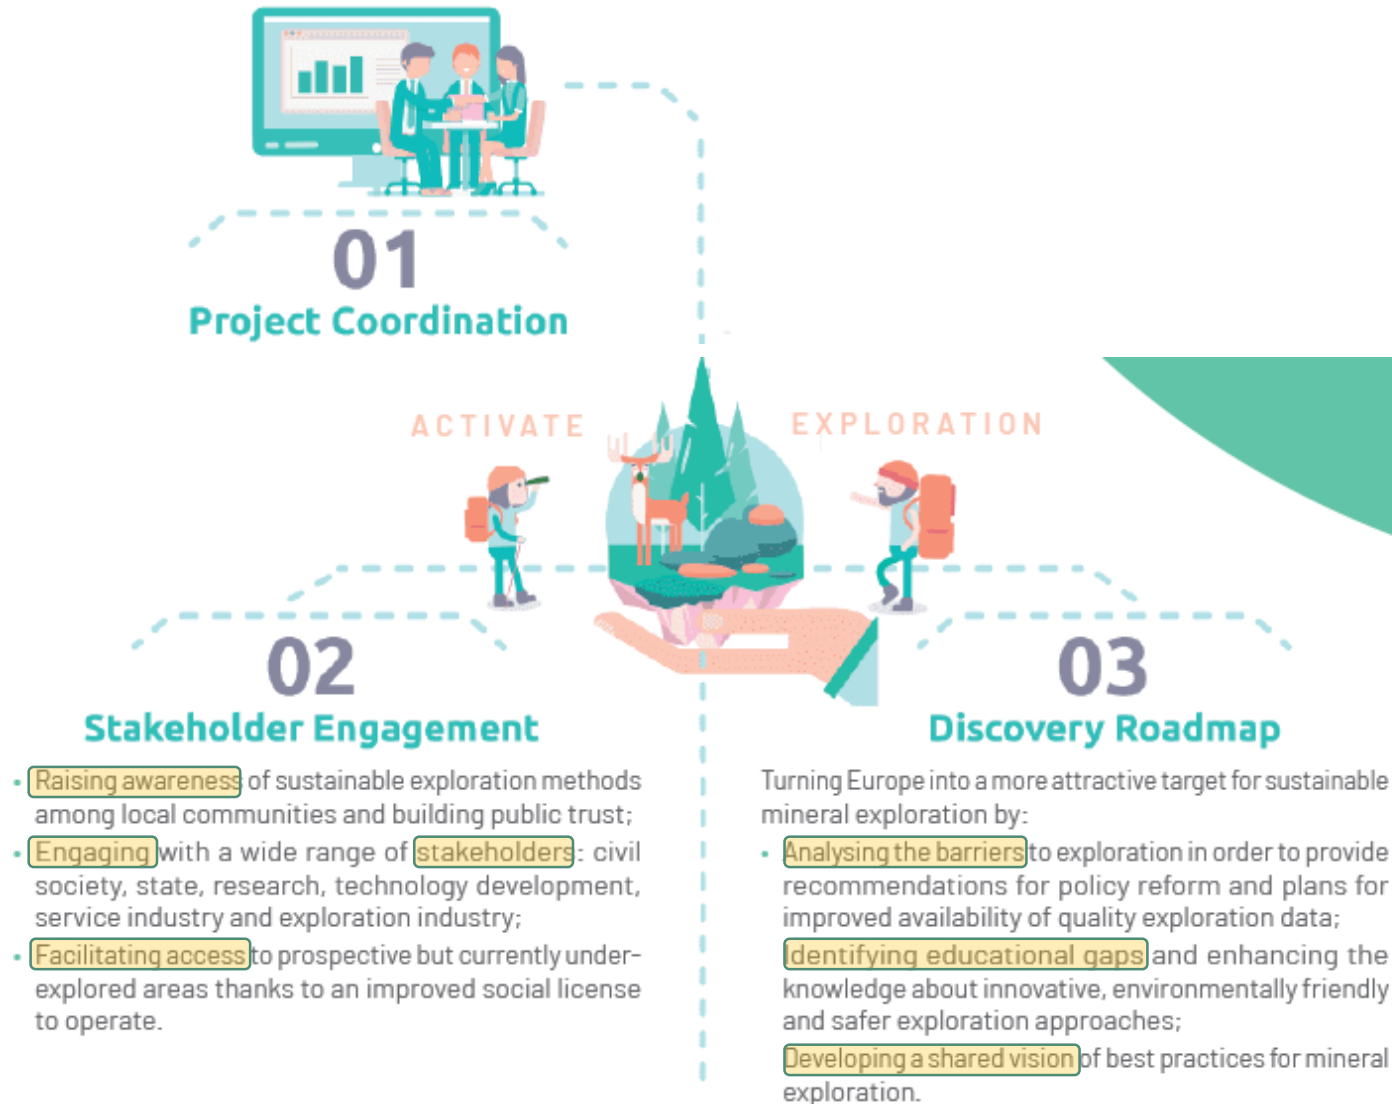 01
Project Coordination
ACTIVATE
EXPLORATION
02
Stakeholder Engagement
• Raising awareness of sustainable exploration methods
among local communities and building public trust;
• Engaging with a wide range of stakeholders: civil
society, state, research, technology development,
service industry and exploration industry;
• Facilitating access to prospective but currently under-
explored areas thanks to an improved social license
to operate.
03
Discovery Roadmap
Turning Europe into a more attractive target for sustainable
mineral exploration by:
• Analysing the barriers to exploration in order to provide
recommendations for policy reform and plans for
improved availability of quality exploration data;
Identifying educational gaps and enhancing the
knowledge about innovative, environmentally friendly
and safer exploration approaches;
Developing a shared vision of best practices for mineral
exploration.